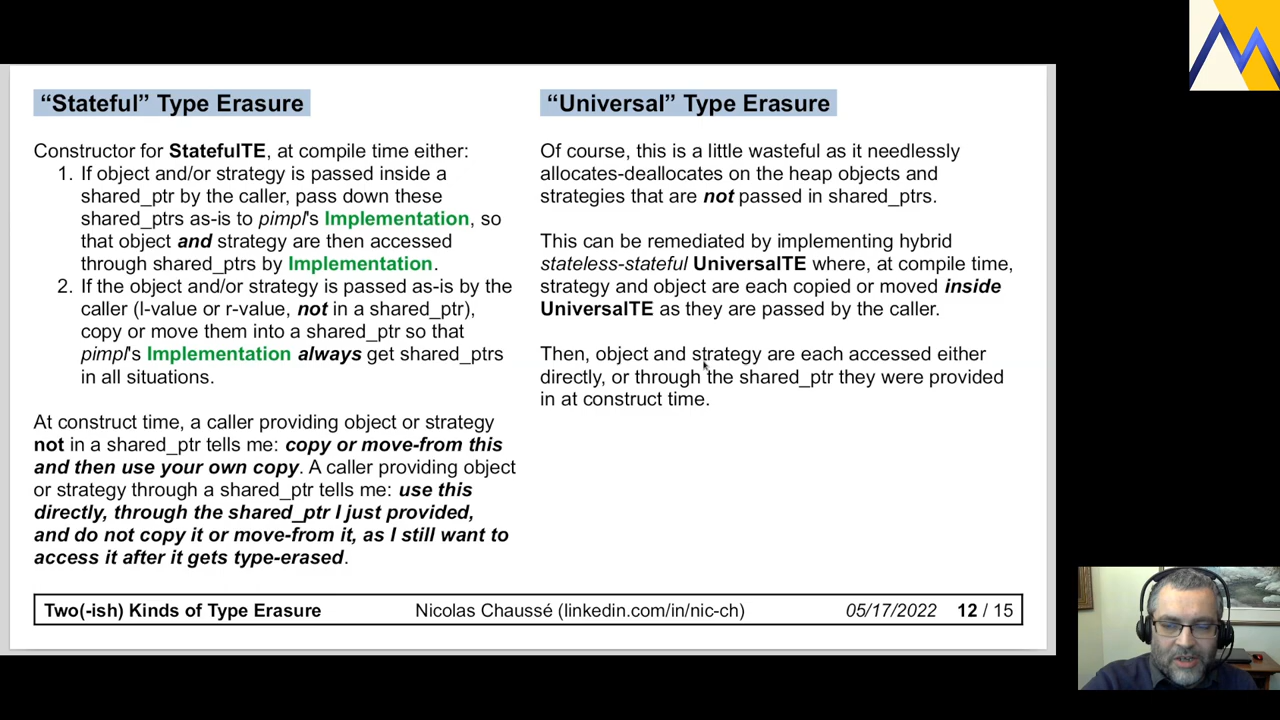 “Stateful” Type Erasure
Constructor for StatefulTE, at compile time either:
1. If object and/or strategy is passed inside a
shared_ptr by the caller, pass down these
shared_ptrs as-is to pimpl's Implementation, so
that object and strategy are then accessed
through shared_ptrs by Implementation.
2. If the object and/or strategy is passed as-is by the
caller (l-value or r-value, not in a shared_ptr),
copy or move them into a shared_ptr so that
pimpl's Implementation always get shared_ptrs
in all situations.
At construct time, a caller providing object or strategy
not in a shared_ptr tells me: copy or move-from this
and then use your own copy. A caller providing object
or strategy through a shared_ptr tells me: use this
directly, through the shared_ptr I just provided,
and do not copy it or move-from it, as I still want to
access it after it gets type-erased.
“Universal” Type Erasure
Of course, this is a little wasteful as it needlessly
allocates-deallocates on the heap objects and
strategies that are not passed in shared_ptrs.
This can be remediated by implementing hybrid
stateless-stateful UniversalTE where, at compile time,
strategy and object are each copied or moved inside
UniversalTE as they are passed by the caller.
Then, object and strategy are each accessed either
directly, or through the shared_ptr they were provided
in at construct time.
Two(-ish) Kinds of Type Erasure
Nicolas Chaussé (linkedin.com/in/nic-ch)
05/17/2022
12 / 15